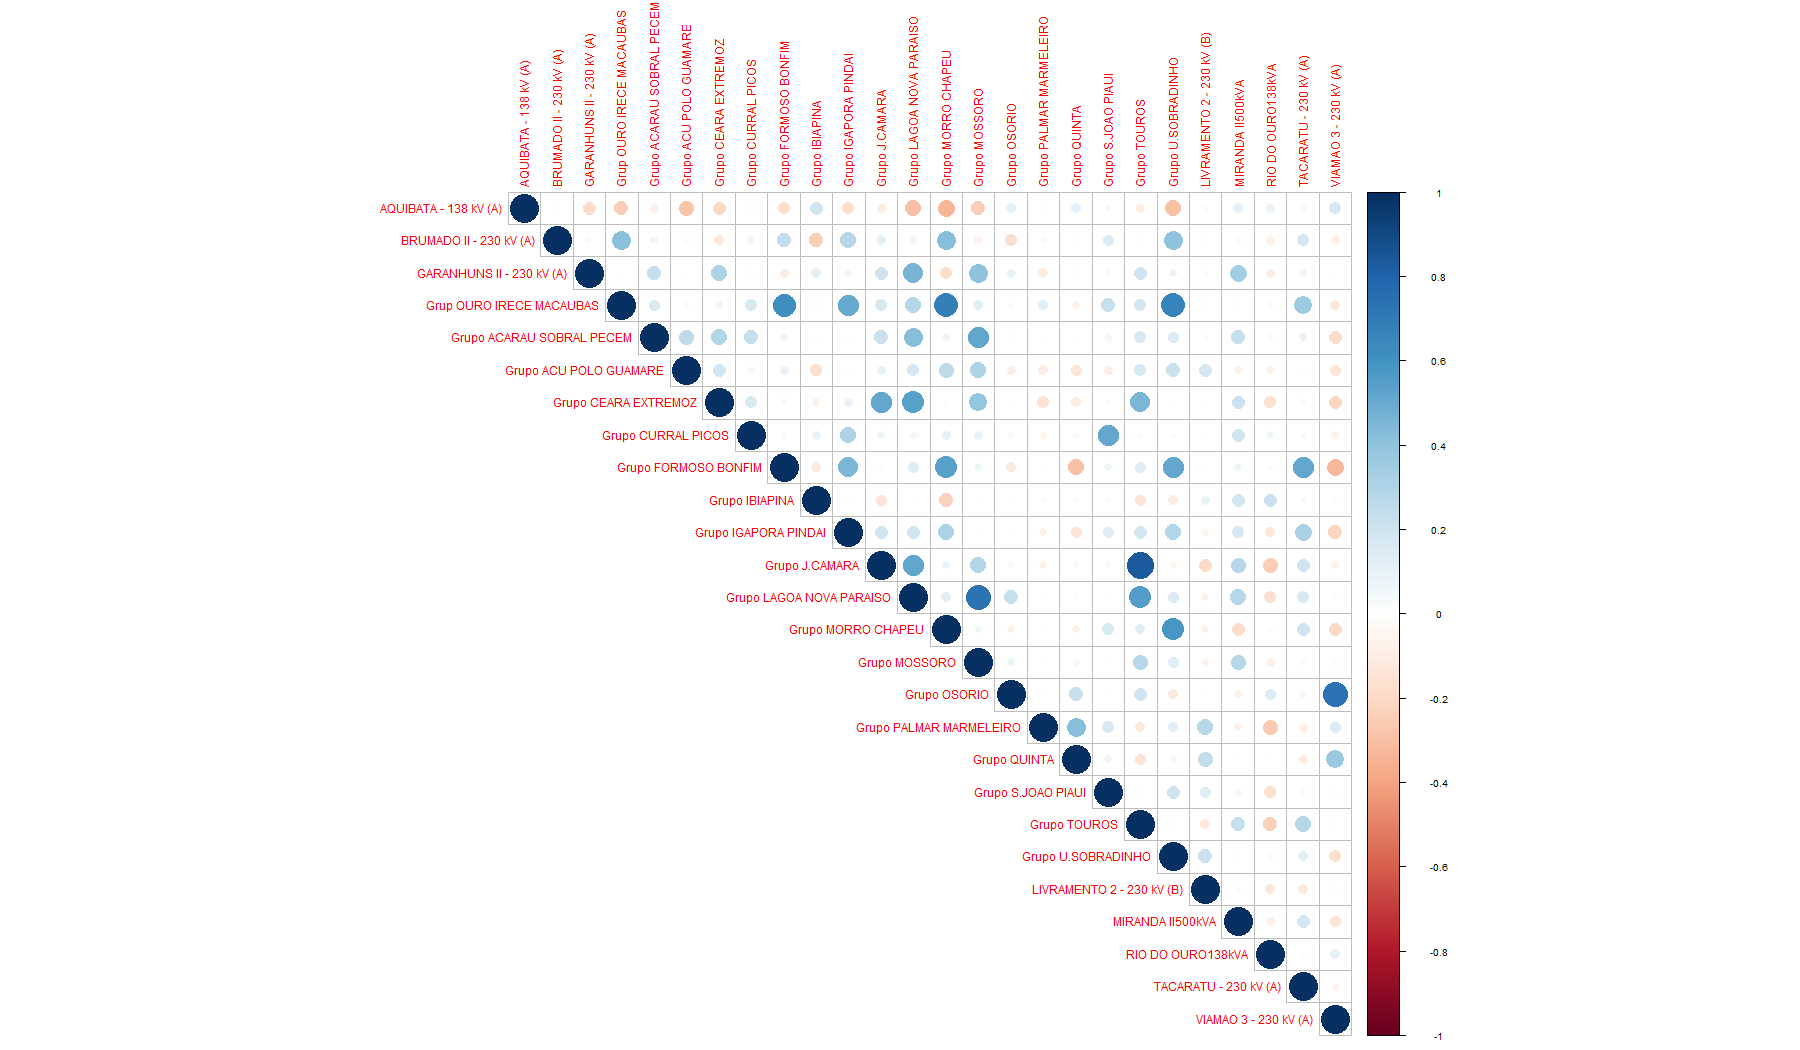 AQUIBATA - 138 kV (A)
BRUMADO II - 230 kV (A)
GARANHUNS II - 230 kV (A)
Grup OURO IRECE MACAUBAS
Grupo ACARAU SOBRAL PECEM
Grupo ACU POLO GUAMARE
Grupo CEARA EXTREMOZ
Grupo CURRAL PICOS
Grupo FORMOSO BONFIM
Grupo IBIAPINA
Grupo IGAPORA PINDAI
Grupo J.CAMARA
Grupo LAGOA NOVA PARAISO
Grupo MORRO CHAPEU
Grupo MOSSORO
Grupo OSORIO
Grupo PALMAR MARMELEIRO
Grupo QUINTA
Grupo S.JOAO PIAUI
Grupo TOUROS
Grupo U.SOBRADINHO
LIVRAMENTO 2 - 230 kV (B)
MIRANDA II500kVA
RIO DO OURO138kVA
TACARATU - 230 kV (A)
VIAMAO 3 - 230 kV (A)
AQUIBATA - 138 kV (A)
BRUMADO II - 230 kV (A)
GARANHUNS II - 230 kV (A)
Grup OURO IRECE MACAUBAS
Grupo ACARAU SOBRAL PECEM
Grupo ACU POLO GUAMARE
Grupo CEARA EXTREMOZ
Grupo CURRAL PICOS
Grupo FORMOSO BONFIM
Grupo IBIAPINA
Grupo IGAPORA PINDAI
Grupo J.CAMARA
Grupo LAGOA NOVA PARAISO
Grupo MORRO CHAPEU
Grupo MOSSORO
Grupo OSORIO
Grupo PALMAR MARMELEIRO
Grupo QUINTA
Grupo S.JOAO PIAUI
Grupo TOUROS
Grupo U.SOBRADINHO
LIVRAMENTO 2 - 230 kV (B)
MIRANDA II500kVA
RIO DO OURO138kVA
TACARATU - 230 kV (A)
VIAMAO 3 - 230 kV (A)
1
0.8
0.6
0.4
0.2
0
-0.2
-0.4
-0.6
-0.8
-1